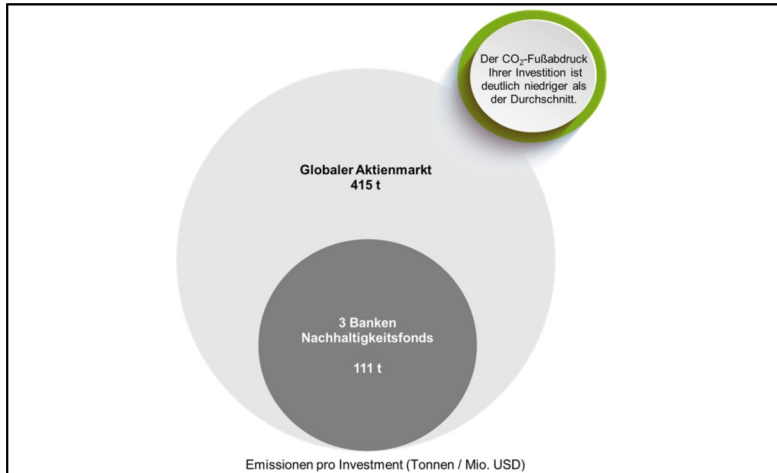 Der CO₂-Fußabdruck
Ihrer Investition ist
deutlich niedriger als
der Durchschnitt.
Globaler Aktienmarkt
415 t
3 Banken
Nachhaltigkeitsfonds
111 t
Emissionen pro Investment (Tonnen / Mio. USD)